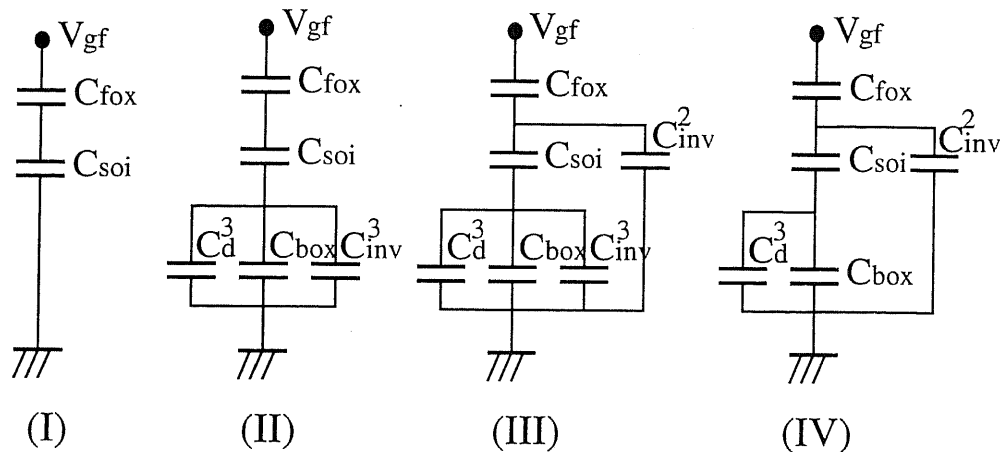 Vgf
Cfox
Csoi
(I)
Vgf
Cfox
Csoi
C³d
Cbox
C³inv
(II)
Vgf
Cfox
C²inv
Csoi
C³d
Cbox
C³inv
(III)
Vgf
Cfox
C²inv
Csoi
C³d
Cbox
(IV)